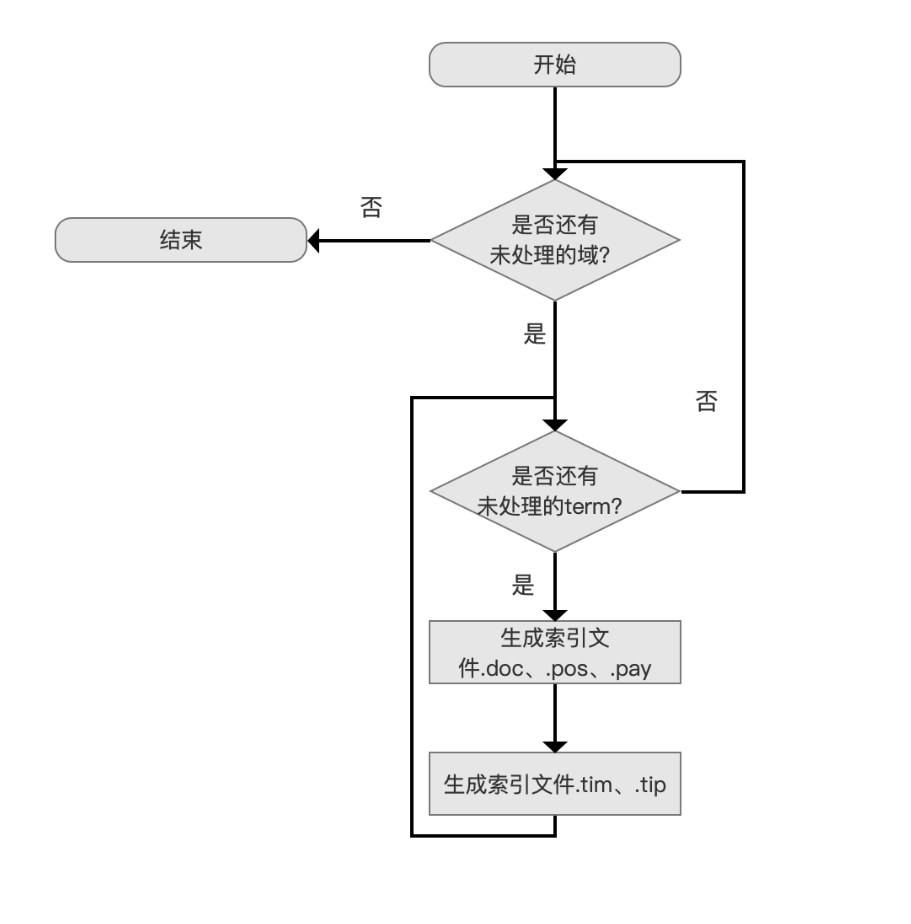 开始
否
是否还有
未处理的域?
结束
是
否
是否还有
未处理的term?
是
生成索引文
件.doc、.pos、.pay
生成索引文件.tim、.tip